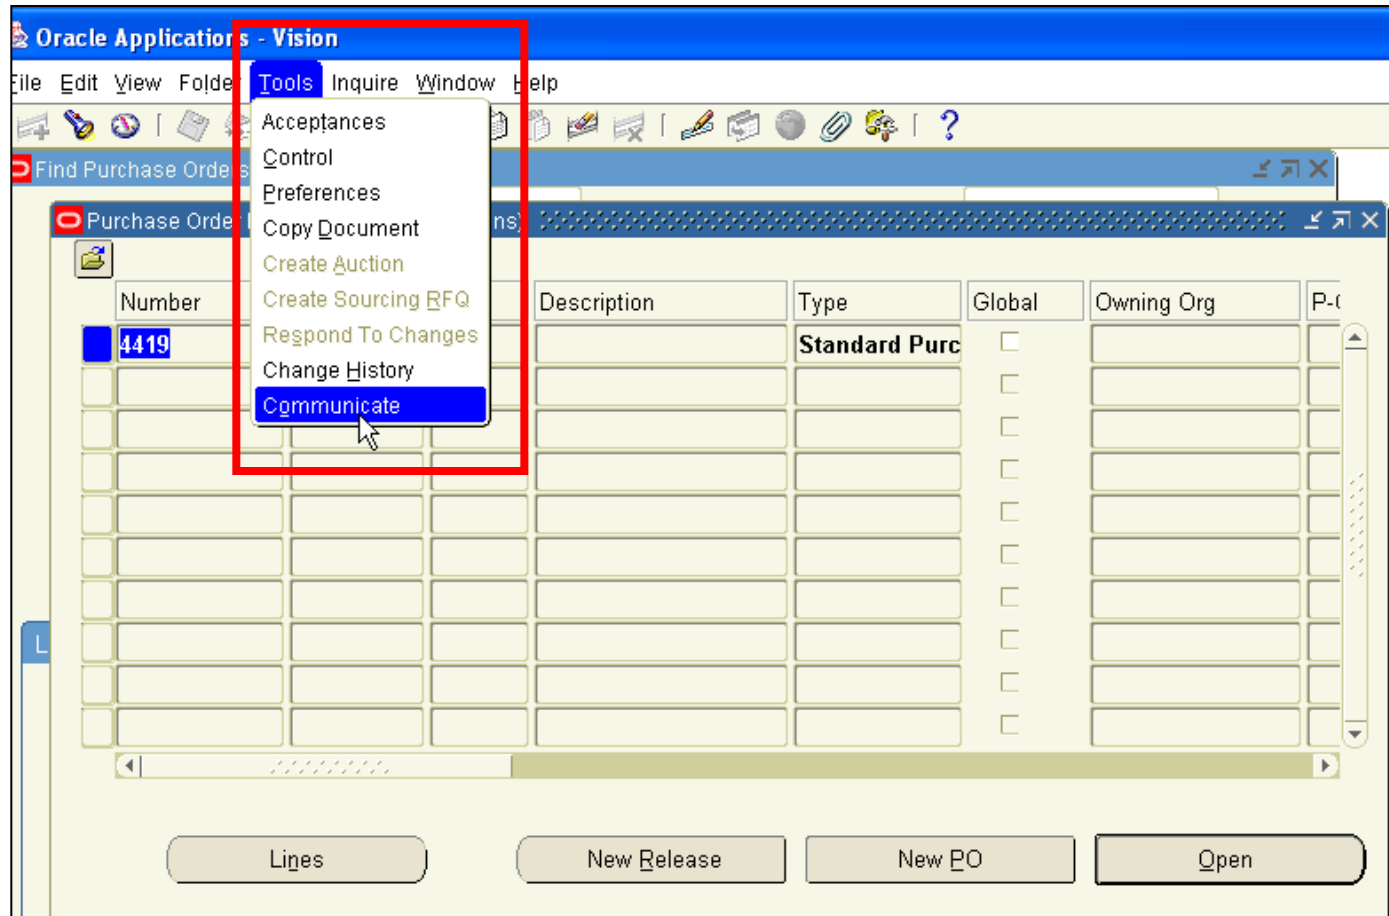 Oracle Applications - Vision
File Edit View Folder Tools Inquire Window Help
Acceptances
Control
Preferences
Copy Document
Create Auction
Create Sourcing RFQ
Respond To Changes
Change History
Communicate
Find Purchase Orders
Purchase Order
ns)
Number Description Type Global Owning Org
4419 Standard Purc
L
Lines New Release New PO Open